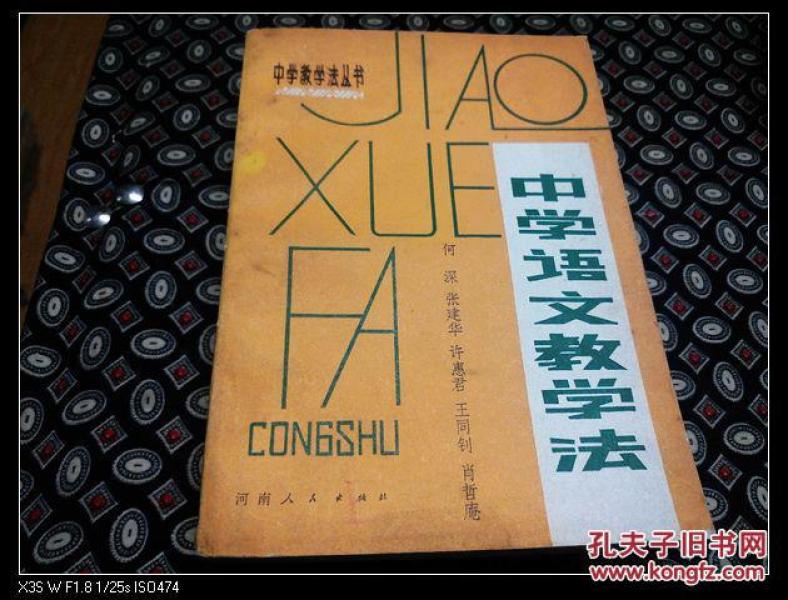 中学教学法丛书
JIAO
XUE
FA
CONGSHU
中学语文教学法
何深 张建华 许惠君 王同钊 肖哲庵
河南人民出版社
孔夫子旧书网
www.kongfz.com
X3S W F1.8 1/25s ISO474